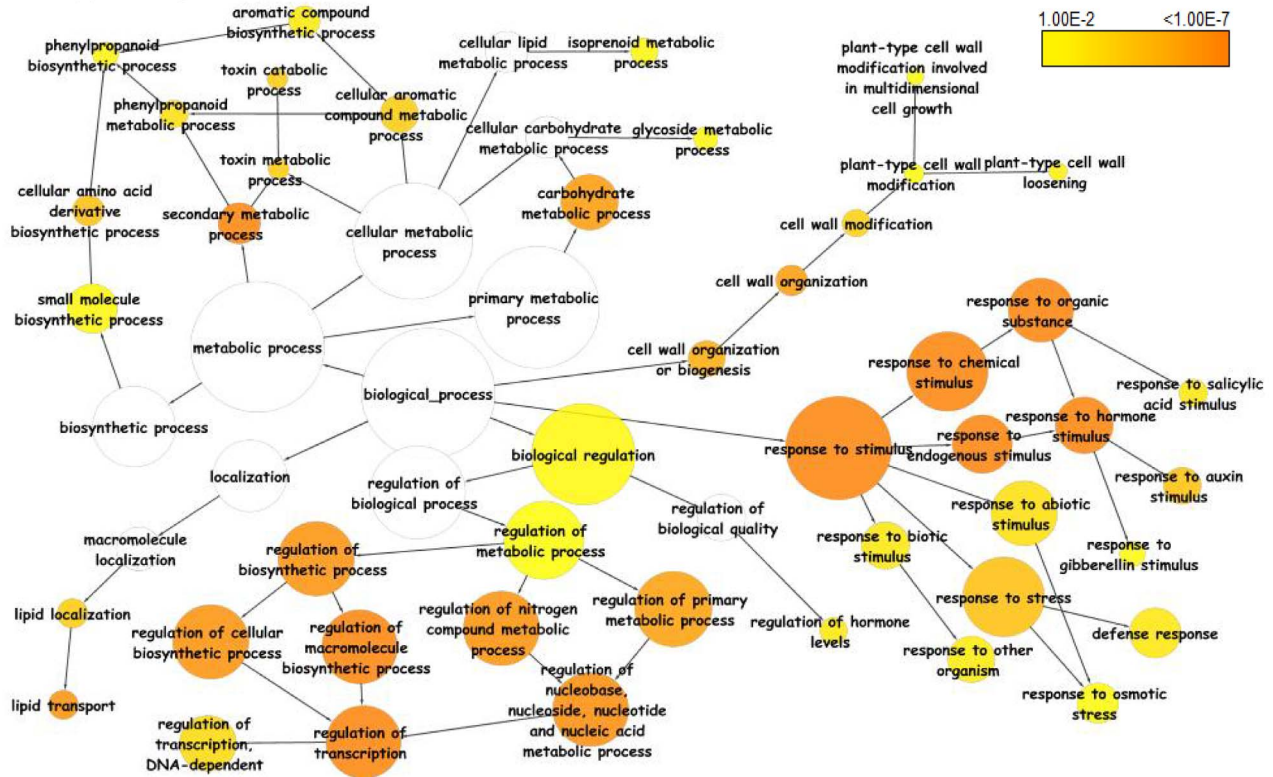 aromatic compound
biosynthetic process
phenylpropanoid
biosynthetic process
toxin catabolic
process
cellular lipid
metabolic process
isoprenoid metabolic
process
plant-type cell wall
modification involved
in multidimensional
cell growth
1.00E-2
<1.00E-7
phenylpropanoid
metabolic process
cellular aromatic
compound metabolic
process
cellular carbohydrate
metabolic process
glycoside metabolic
process
toxin metabolic
process
plant-type cell wall
modification
plant-type cell wall
loosening
cellular amino acid
derivative
biosynthetic process
secondary metabolic
process
cellular metabolic
process
carbohydrate
metabolic process
cell wall modification
small molecule
biosynthetic process
primary metabolic
process
cell wall organization
response to organic
substance
metabolic process
cell wall organization
or biogenesis
response to chemical
stimulus
biological_process
response to salicylic
acid stimulus
biosynthetic process
response to hormone
stimulus
response to stimulus
response to
endogenous stimulus
biological regulation
localization
regulation of
biological process
response to auxin
stimulus
regulation of
biological quality
response to abiotic
stimulus
macromolecule
localization
regulation of
biosynthetic process
regulation of
metabolic process
response to biotic
stimulus
response to
gibberellin stimulus
lipid localization
regulation of cellular
biosynthetic process
regulation of
macromolecule
biosynthetic process
regulation of nitrogen
compound metabolic
process
regulation of primary
metabolic process
regulation of hormone
levels
response to stress
defense response
response to other
organism
lipid transport
regulation of
transcription,
DNA-dependent
regulation of
transcription
regulation of
nucleobase,
nucleoside, nucleotide
and nucleic acid
metabolic process
response to osmotic
stress